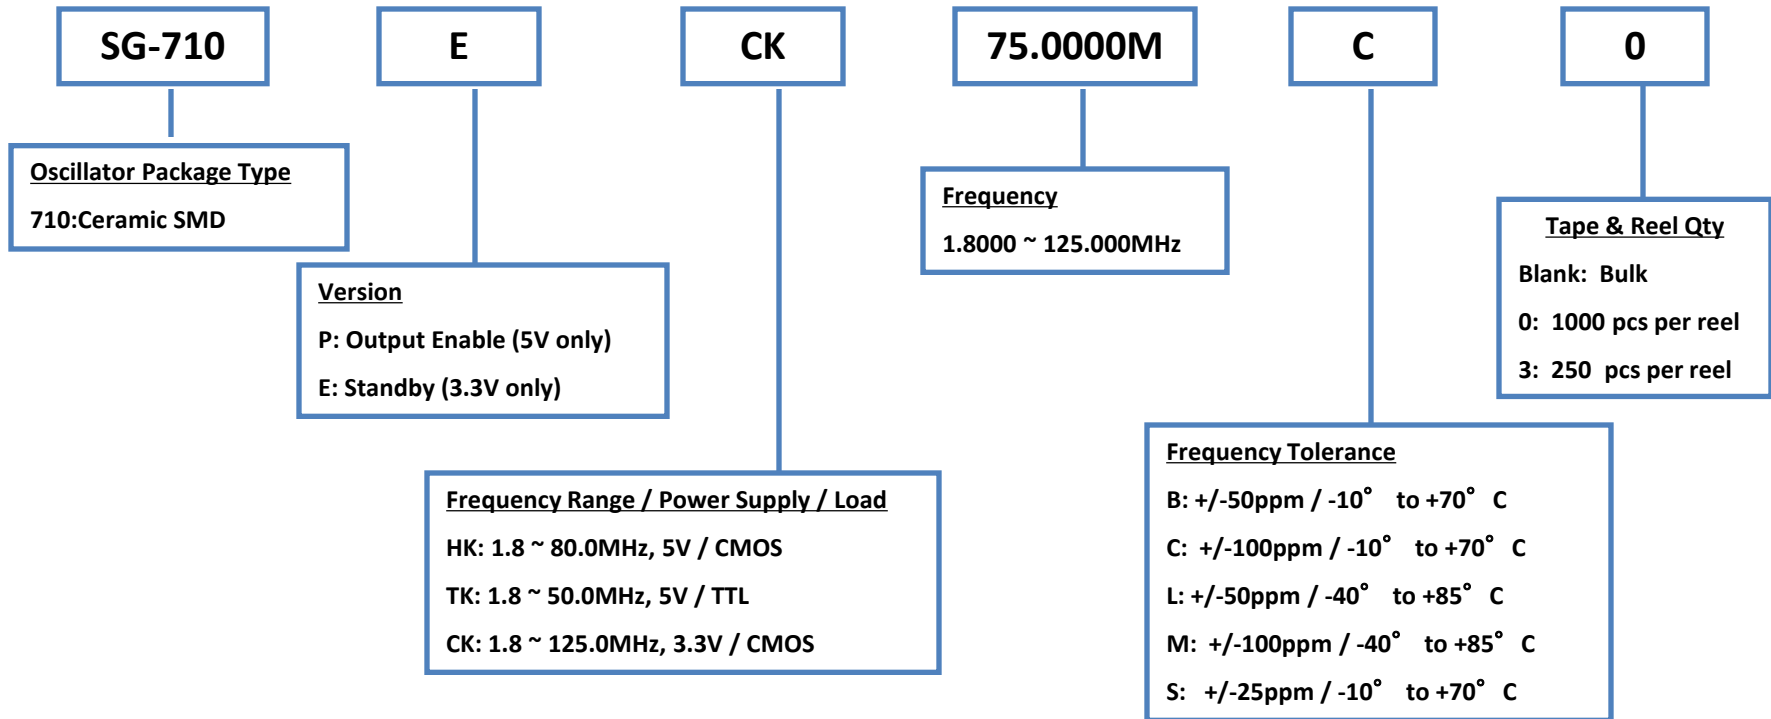 SG-710 E CK 75.0000M C 0
Oscillator Package Type
710:Ceramic SMD
Version
P: Output Enable (5V only)
E: Standby (3.3V only)
Frequency Range / Power Supply / Load
HK: 1.8 ~ 80.0MHz, 5V / CMOS
TK: 1.8 ~ 50.0MHz, 5V / TTL
CK: 1.8 ~ 125.0MHz, 3.3V / CMOS
Frequency
1.8000 ~ 125.000MHz
Frequency Tolerance
B: +/-50ppm / -10° to +70° C
C: +/-100ppm / -10° to +70° C
L: +/-50ppm / -40° to +85° C
M: +/-100ppm / -40° to +85° C
S: +/-25ppm / -10° to +70° C
Tape & Reel Qty
Blank: Bulk
0: 1000 pcs per reel
3: 250 pcs per reel